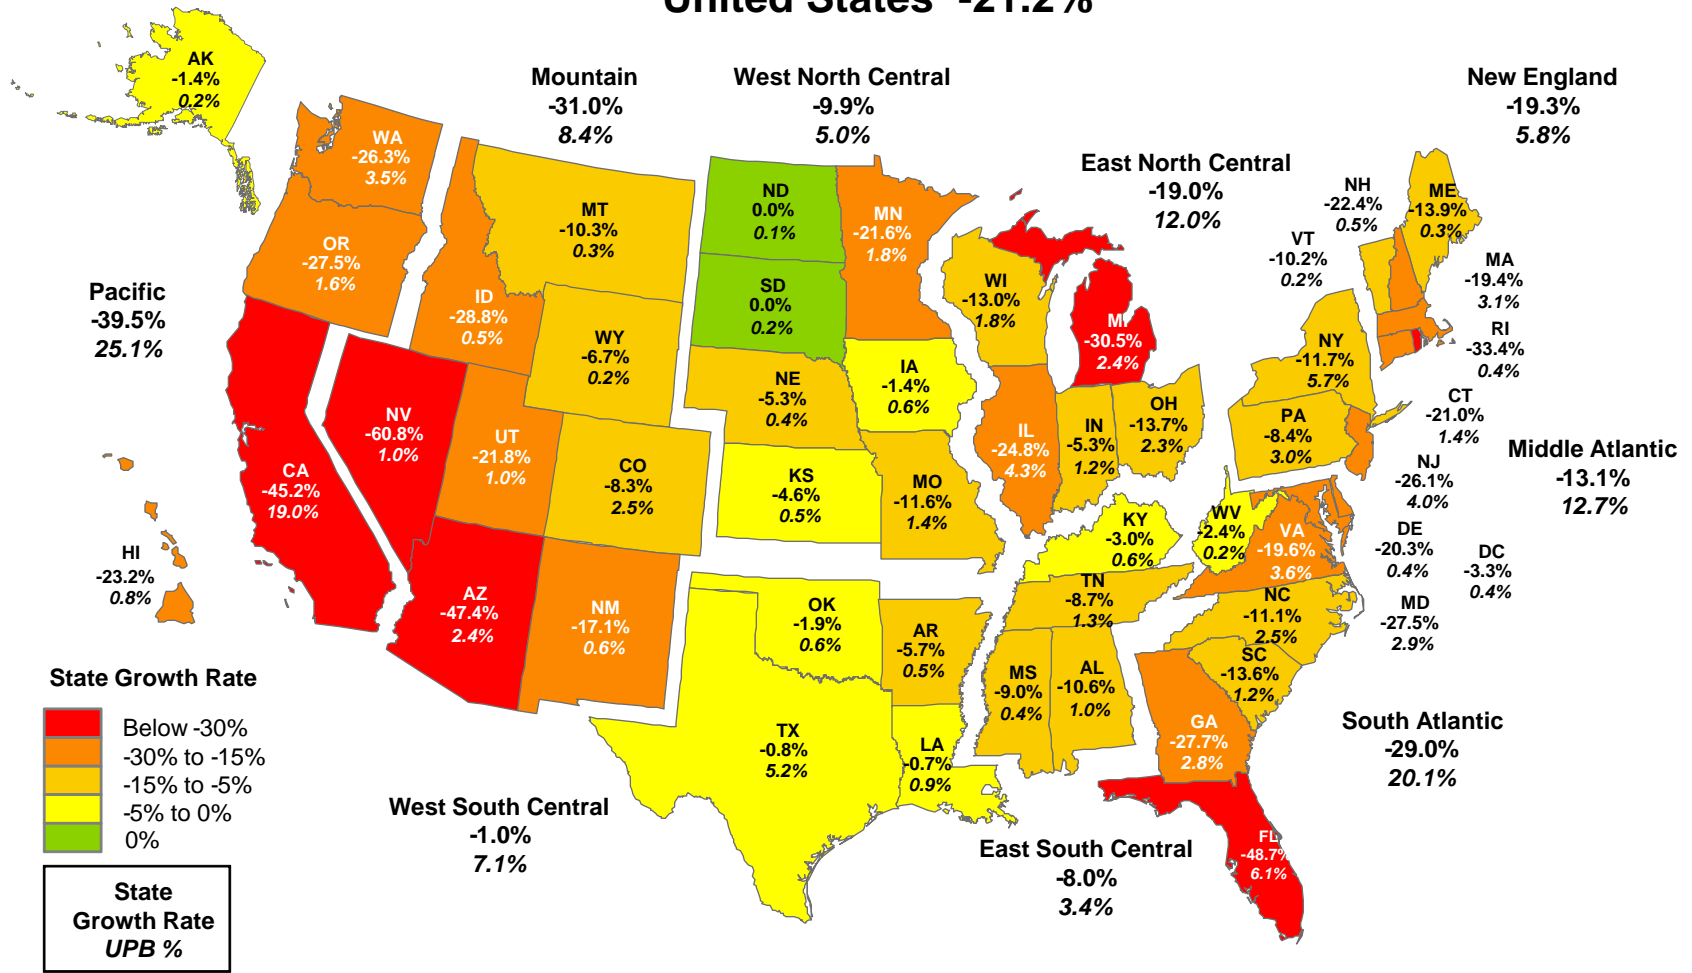 United States -21.2%
AK
-1.4%
0.2%
Mountain
-31.0%
8.4%
West North Central
-9.9%
5.0%
New England
-19.3%
5.8%
East North Central
-19.0%
12.0%
Pacific
-39.5%
25.1%
WA
-26.3%
3.5%
OR
-27.5%
1.6%
ID
-28.8%
0.5%
MT
-10.3%
0.3%
WY
-6.7%
0.2%
ND
0.0%
0.1%
SD
0.0%
0.2%
NE
-5.3%
0.4%
MN
-21.6%
1.8%
IA
-1.4%
0.6%
WI
-13.0%
1.8%
MI
-30.5%
2.4%
NH
-22.4%
0.5%
ME
-13.9%
0.3%
VT
-10.2%
0.2%
MA
-19.4%
3.1%
RI
-33.4%
0.4%
NY
-11.7%
5.7%
CT
-21.0%
1.4%
PA
-8.4%
3.0%
NJ
-26.1%
4.0%
Middle Atlantic
-13.1%
12.7%
NV
-60.8%
1.0%
CA
-45.2%
19.0%
UT
-21.8%
1.0%
CO
-8.3%
2.5%
KS
-4.6%
0.5%
MO
-11.6%
1.4%
IL
-24.8%
4.3%
IN
-5.3%
1.2%
OH
-13.7%
2.3%
KY
-3.0%
0.6%
WV
-2.4%
0.2%
VA
-19.6%
3.6%
DE
-20.3%
0.4%
DC
-3.3%
0.4%
MD
-27.5%
2.9%
HI
-23.2%
0.8%
AZ
-47.4%
2.4%
NM
-17.1%
0.6%
OK
-1.9%
0.6%
AR
-5.7%
0.5%
TN
-8.7%
1.3%
NC
-11.1%
2.5%
SC
-13.6%
1.2%
MS
-9.0%
0.4%
AL
-10.6%
1.0%
GA
-27.7%
2.8%
TX
-0.8%
5.2%
LA
-0.7%
0.9%
FL
-48.7%
6.1%
South Atlantic
-29.0%
20.1%
West South Central
-1.0%
7.1%
East South Central
-8.0%
3.4%
State Growth Rate
Below -30%
-30% to -15%
-15% to -5%
-5% to 0%
0%
State
Growth Rate
UPB %